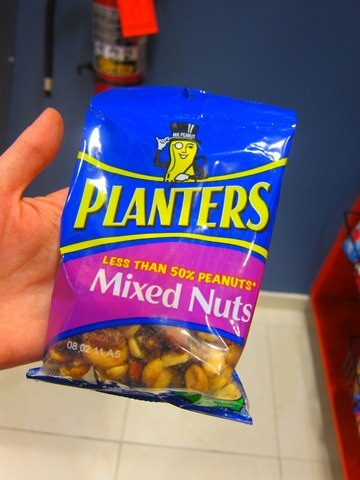 MR. PEANUT
PLANTERS
LESS THAN 50% PEANUTS*
Mixed Nuts
08 02 11 A5